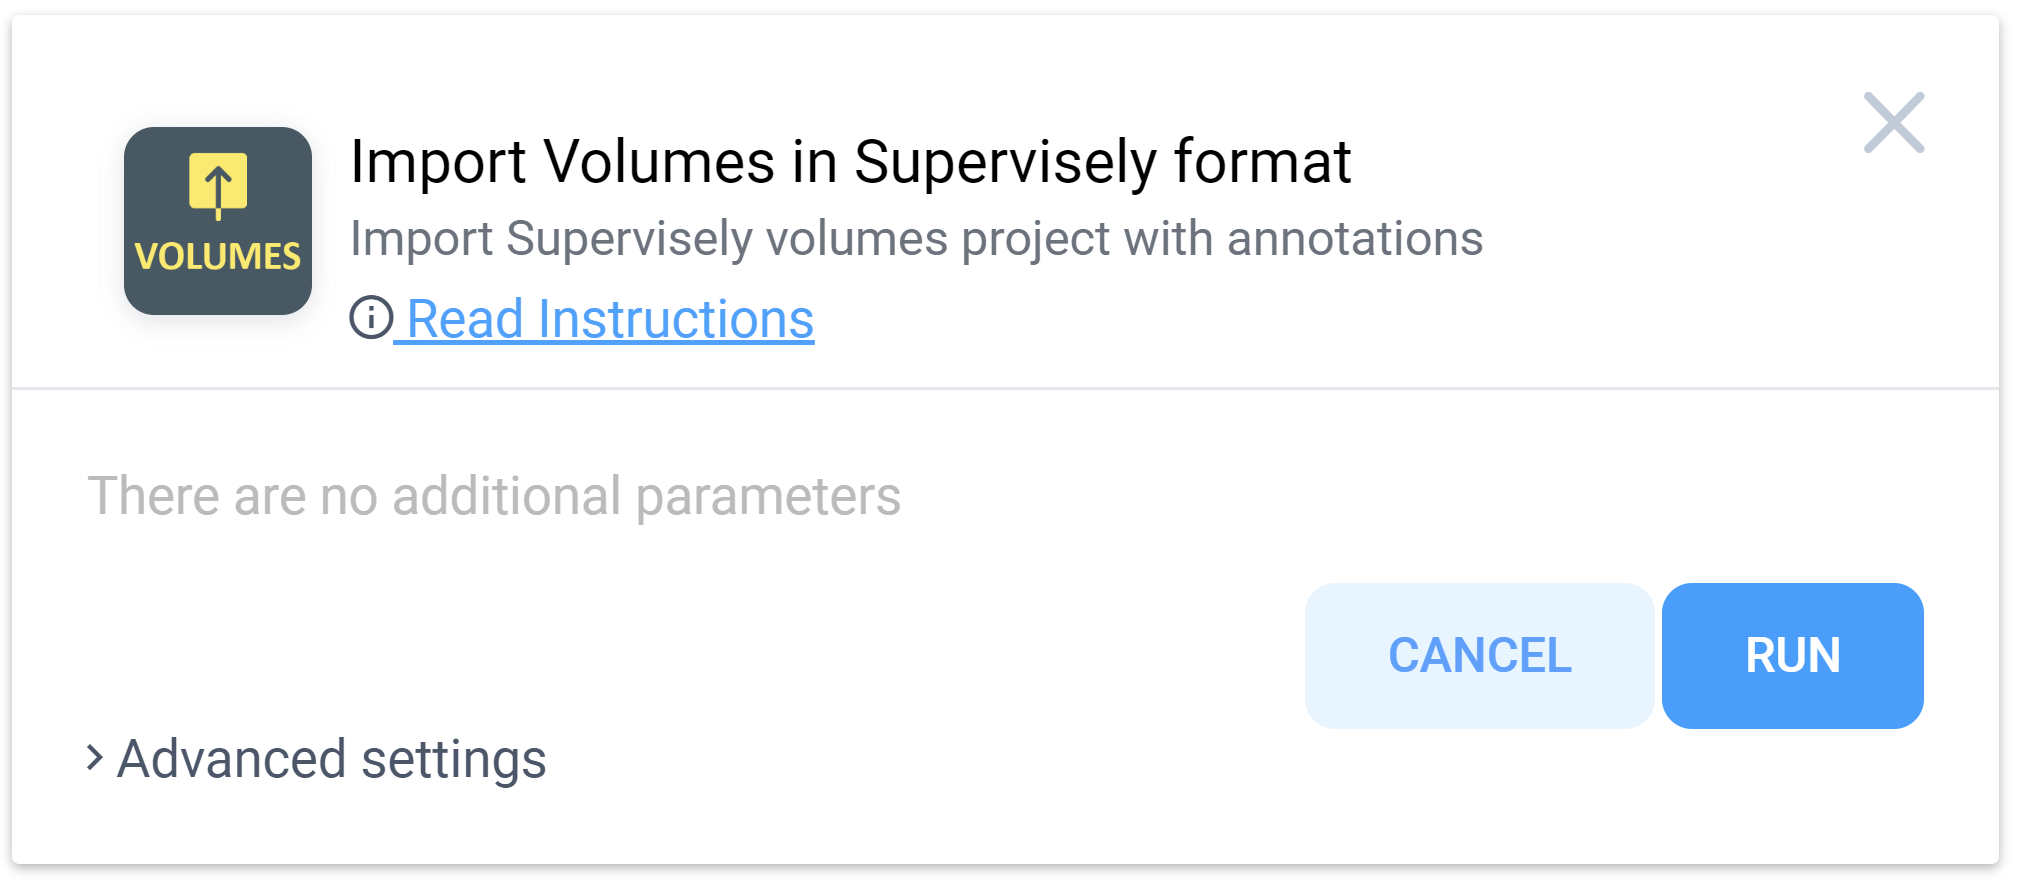 VOLUMES
Import Volumes in Supervisely format
Import Supervisely volumes project with annotations
Read Instructions
There are no additional parameters
CANCEL
RUN
Advanced settings